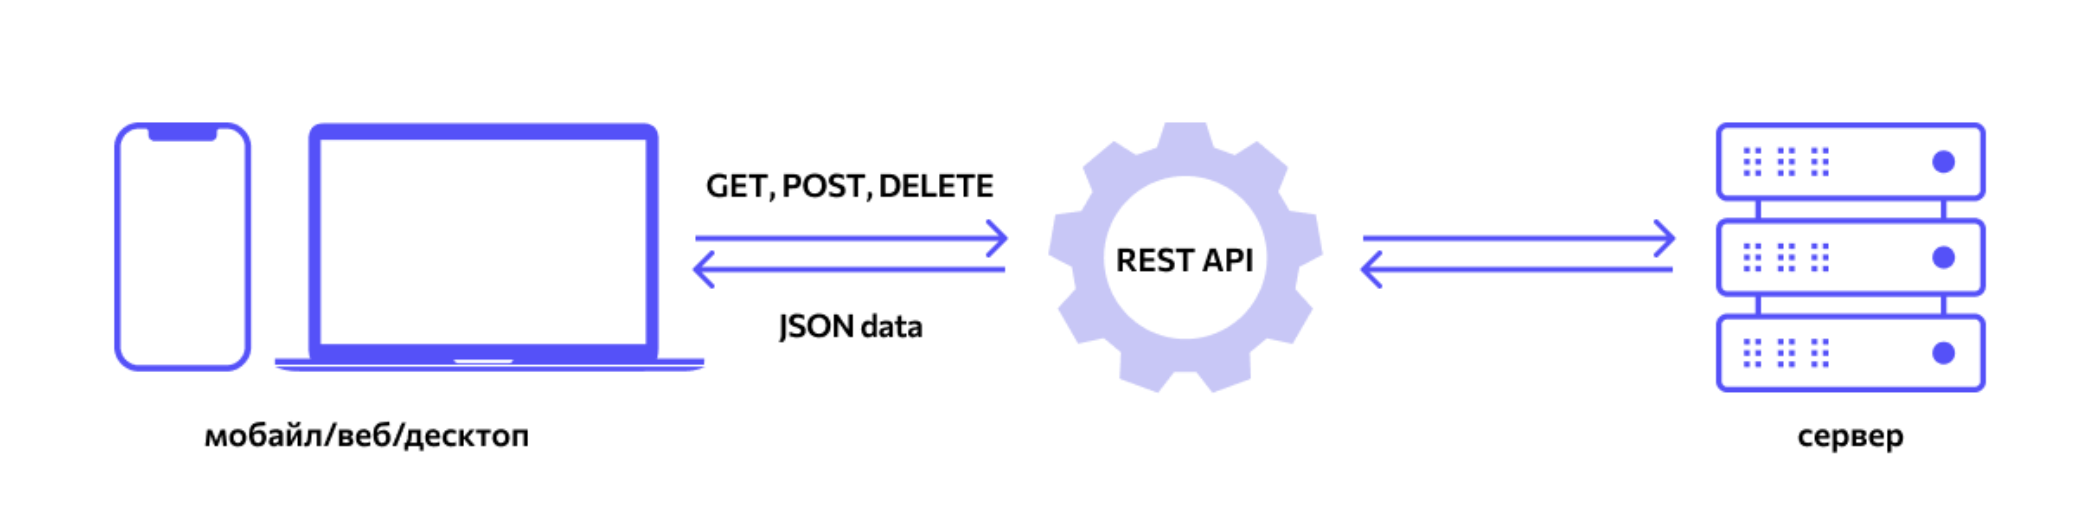 GET, POST, DELETE
REST API
JSON data
мобайл/веб/десктоп
сервер